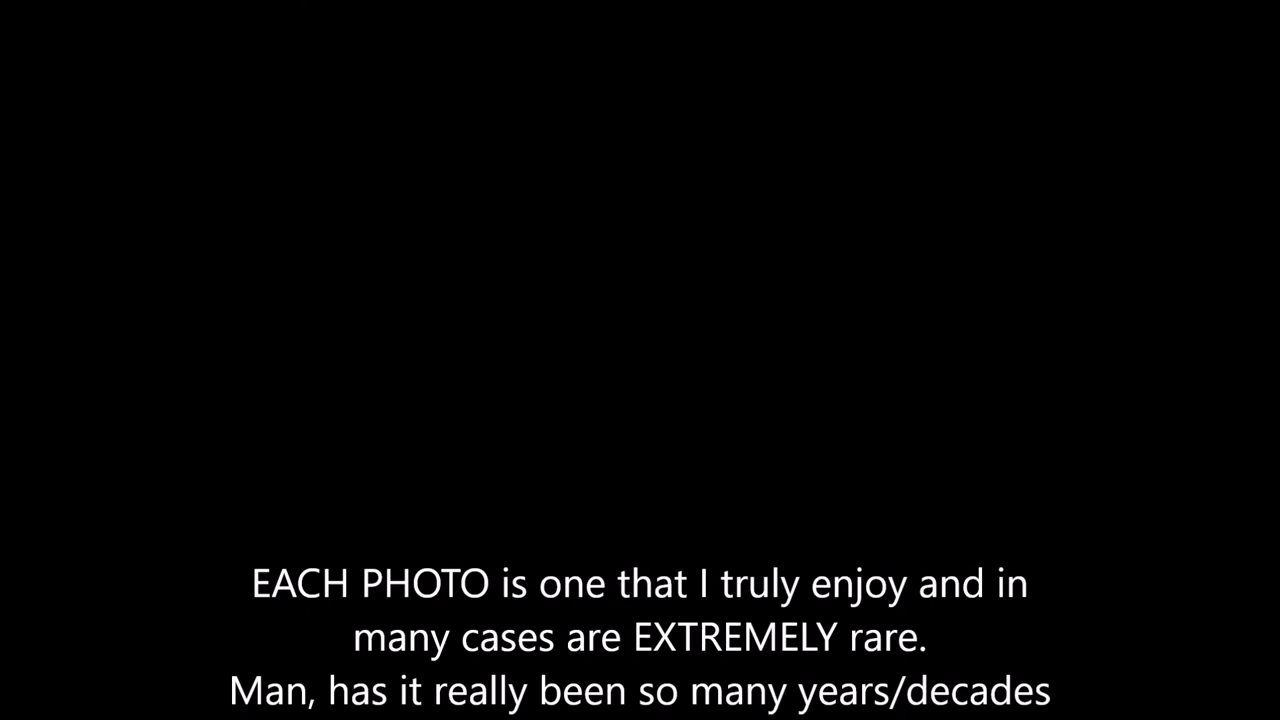 EACH PHOTO is one that I truly enjoy and in
many cases are EXTREMELY rare.
Man, has it really been so many years/decades